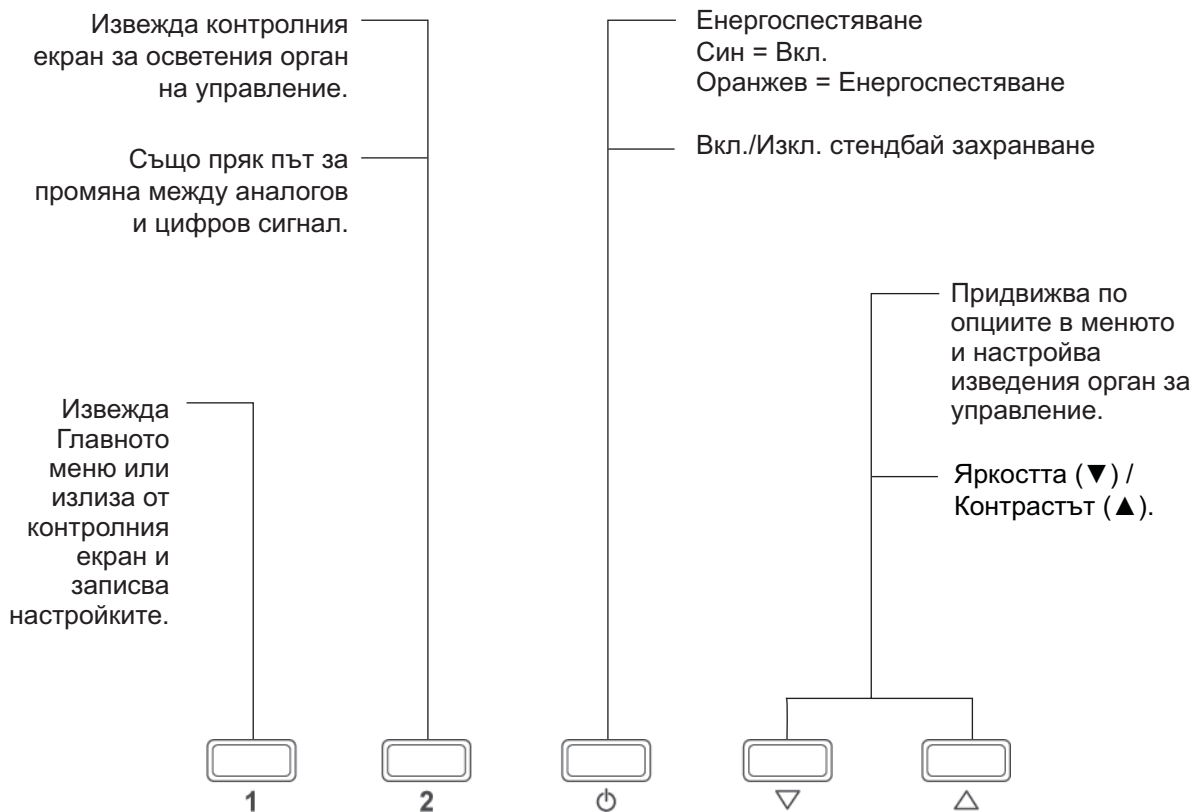 Извежда контролния
екран за осветения орган
на управление.
Също пряк път за
промяна между аналогов
и цифров сигнал.
Енергоспестяване
Син = Вкл.
Оранжев = Енергоспестяване
Вкл./Изкл. стендбай захранване
Придвижва по
опциите в менюто
и настройва
изведения орган за
управление.
Яркостта (▼) /
Контрастът (▲).
Извежда
Главното
меню или
излиза от
контролния
екран и
записва
настройките.
1
2